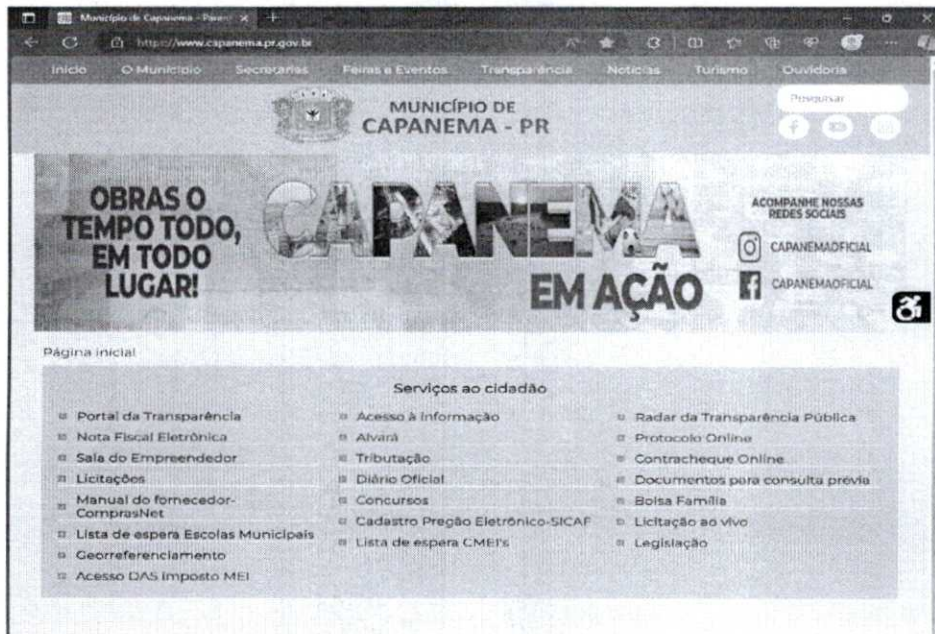 Município de Capanema - Paraná
https://www.capanema.pr.gov.br
Início O Município Secretarias Feiras e Eventos Transparência Notícias Turismo Ouvidoria
MUNICÍPIO DE
CAPANEMA - PR
Pesquisar
OBRAS O
TEMPO TODO,
EM TODO
LUGAR!
CAPANEMA
EM AÇÃO
ACOMPANHE NOSSAS
REDES SOCIAIS
CAPANEMAOFICIAL
CAPANEMAOFICIAL
Página inicial
Serviços ao cidadão
Portal da Transparência
Nota Fiscal Eletrônica
Sala do Empreendedor
Licitações
Manual do fornecedor-
ComprasNet
Lista de espera Escolas Municipais
Georreferenciamento
Acesso DAS Imposto MEI
Acesso à Informação
Alvará
Tributação
Diário Oficial
Concursos
Cadastro Pregão Eletrônico-SICAF
Lista de espera CMEI's
Radar da Transparência Pública
Protocolo Online
Contracheque Online
Documentos para consulta prévia
Bolsa Família
Licitação ao vivo
Legislação